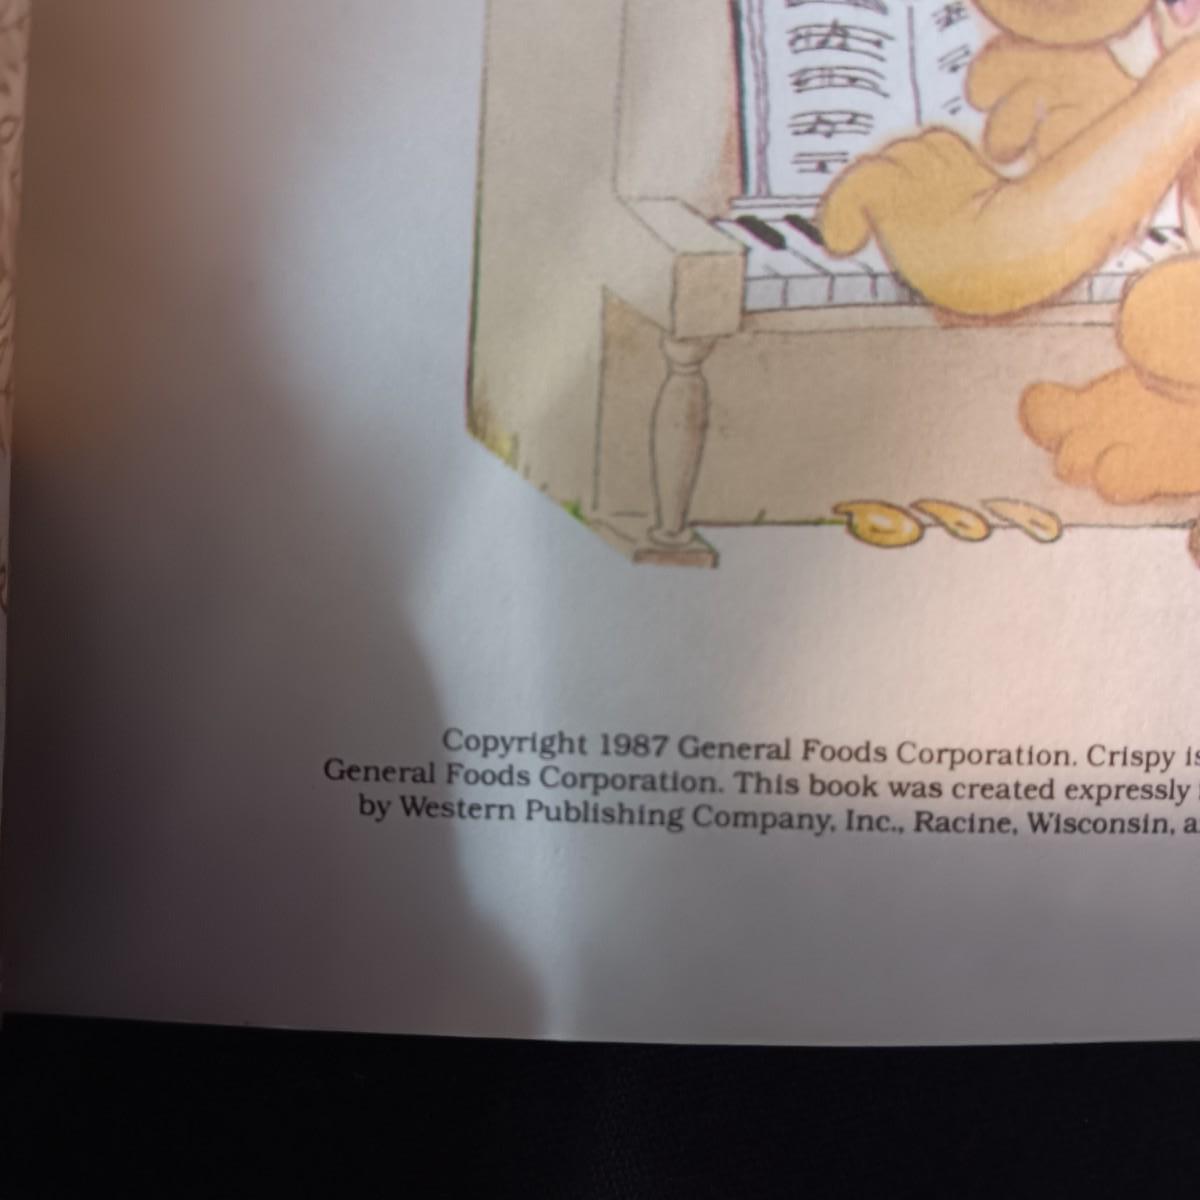 Copyright 1987 General Foods Corporation. Crispy is
General Foods Corporation. This book was created expressly
by Western Publishing Company, Inc., Racine, Wisconsin,